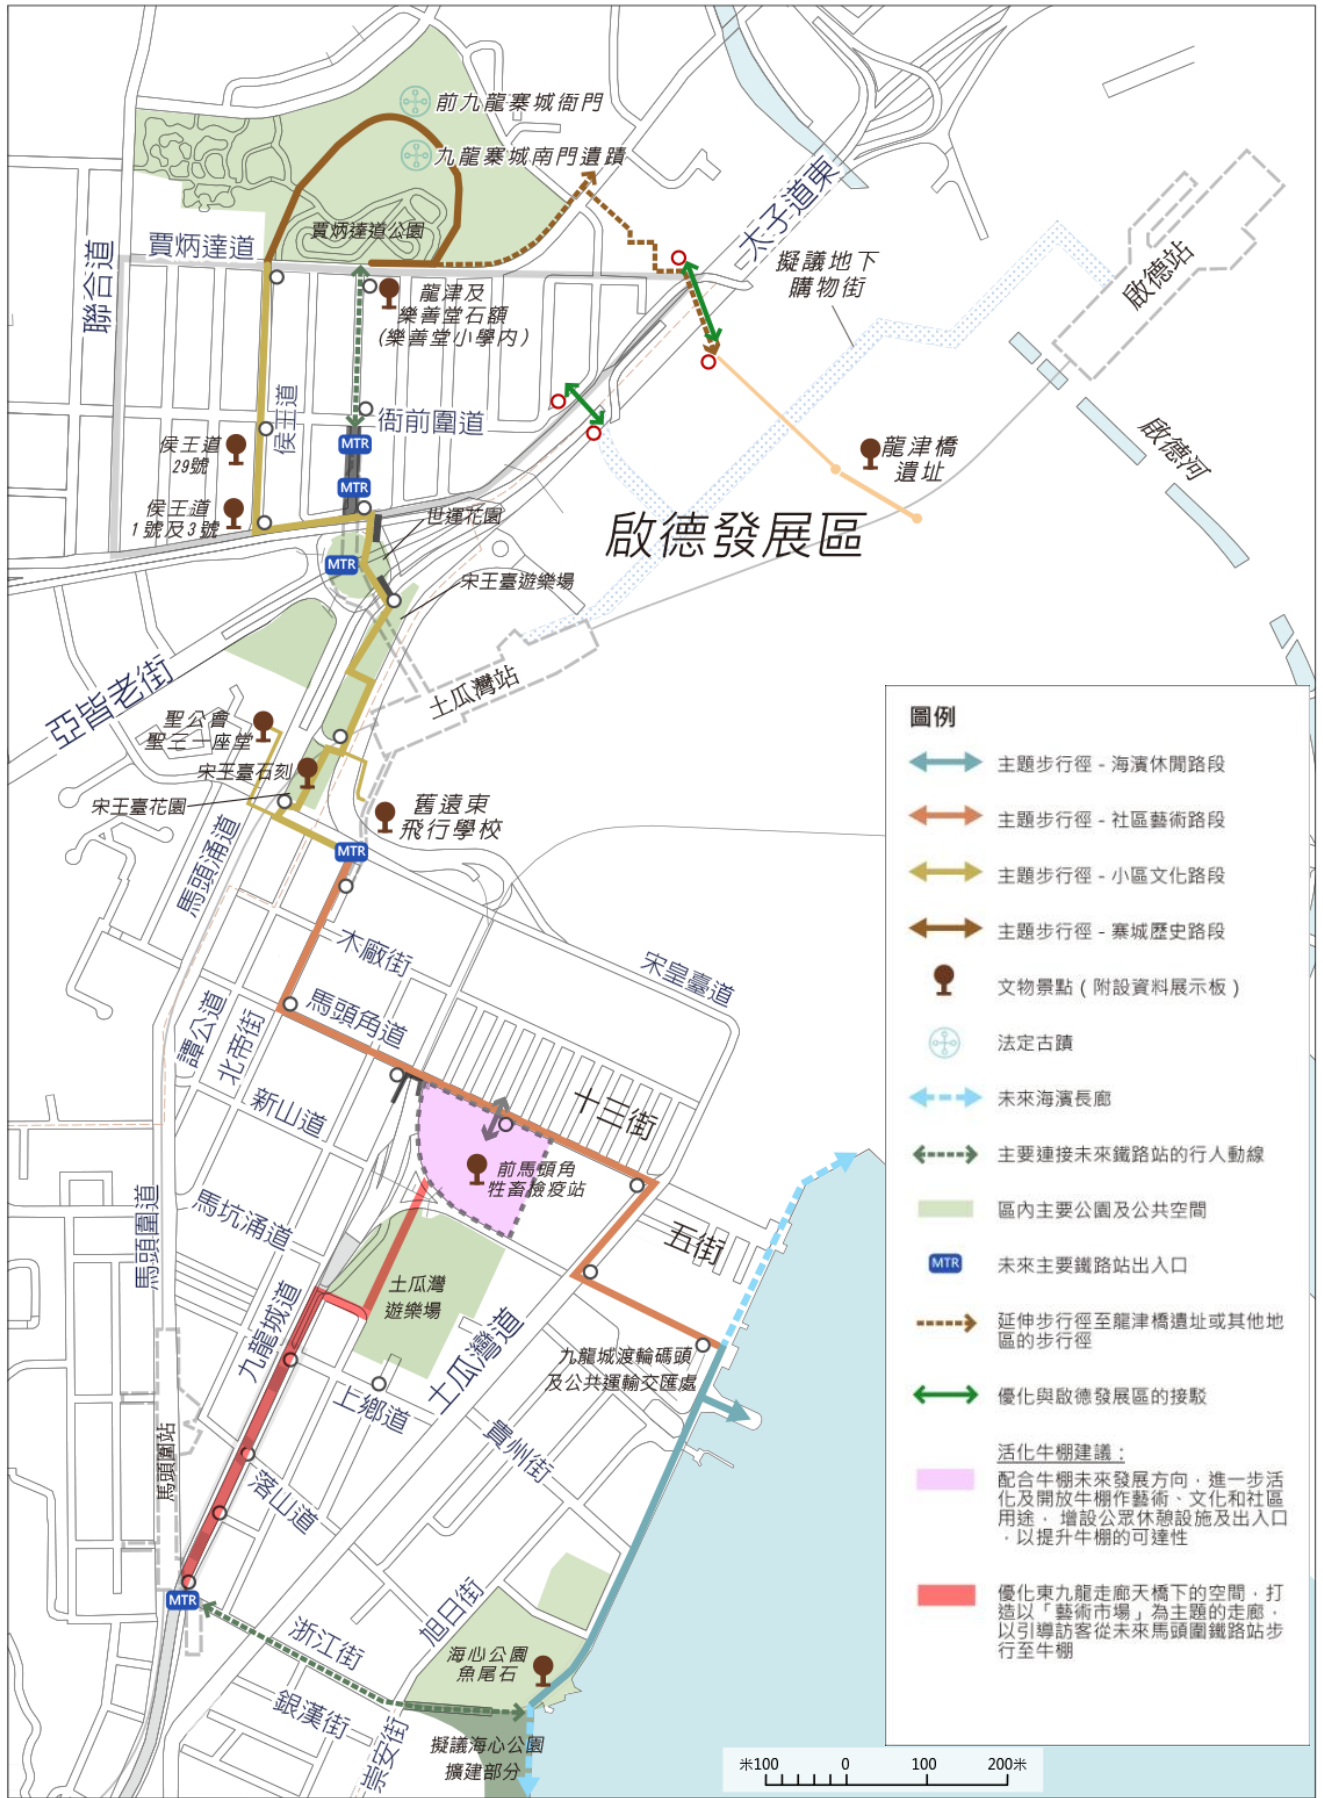 前九龍寨城衙門
九龍寨城南門遺蹟
賈炳達道公園
賈炳達道
聯合道
太子道東
擬議地下
購物街
啟德站
龍津及
樂善堂石額
(樂善堂小學內)
侯王道
衙前圍道
MTR
MTR
侯王道
29號
侯王道
1號及3號
龍津橋
遺址
啟德河
世運花園
啟德發展區
MTR
宋王臺遊樂場
亞皆老街
土瓜灣站
聖公會
聖三一座堂
宋王臺石刻
宋王臺花園
舊遠東
飛行學校
MTR
馬頭涌道
木廠街
宋皇臺道
馬頭角道
譚公道
北帝街
新山道
十三街
前馬頭角
牲畜檢疫站
馬坑涌道
馬頭圍道
五街
土瓜灣
遊樂場
九龍城道
土瓜灣道
九龍城渡輪碼頭
及公共運輸交匯處
上鄉道
貴州街
馬頭圍站
落山道
MTR
浙江街
旭日街
海心公園
魚尾石
銀漢街
崇安街
擬議海心公園
擴建部分
圖例
主題步行徑 - 海濱休閒路段
主題步行徑 - 社區藝術路段
主題步行徑 - 小區文化路段
主題步行徑 - 寨城歷史路段
文物景點 ( 附設資料展示板 )
法定古蹟
未來海濱長廊
主要連接未來鐵路站的行人動線
區內主要公園及公共空間
MTR 未來主要鐵路站出入口
延伸步行徑至龍津橋遺址或其他地
區的步行徑
優化與啟德發展區的接駁
活化牛棚建議：
配合牛棚未來發展方向，進一步活
化及開放牛棚作藝術、文化和社區
用途，增設公眾休憩設施及出入口
，以提升牛棚的可達性
優化東九龍走廊天橋下的空間，打
造以「藝術市場」為主題的走廊，
以引導訪客從未來馬頭圍鐵路站步
行至牛棚
米100 0 100 200米